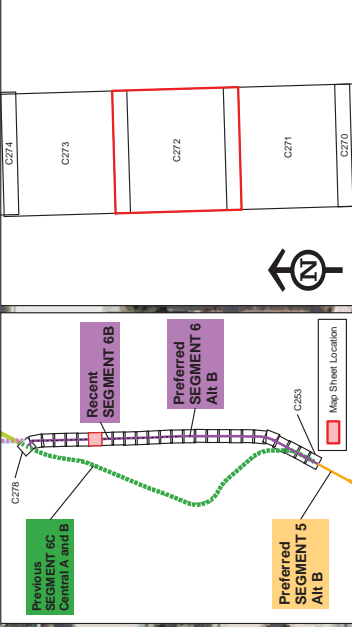 C274
C273
C272
C271
C270
N
C278
Recent
SEGMENT 6B
Previous
SEGMENT 6C
Central A and B
Preferred
SEGMENT 6
Alt B
C253
Preferred
SEGMENT 5
Alt B
Map Sheet Location